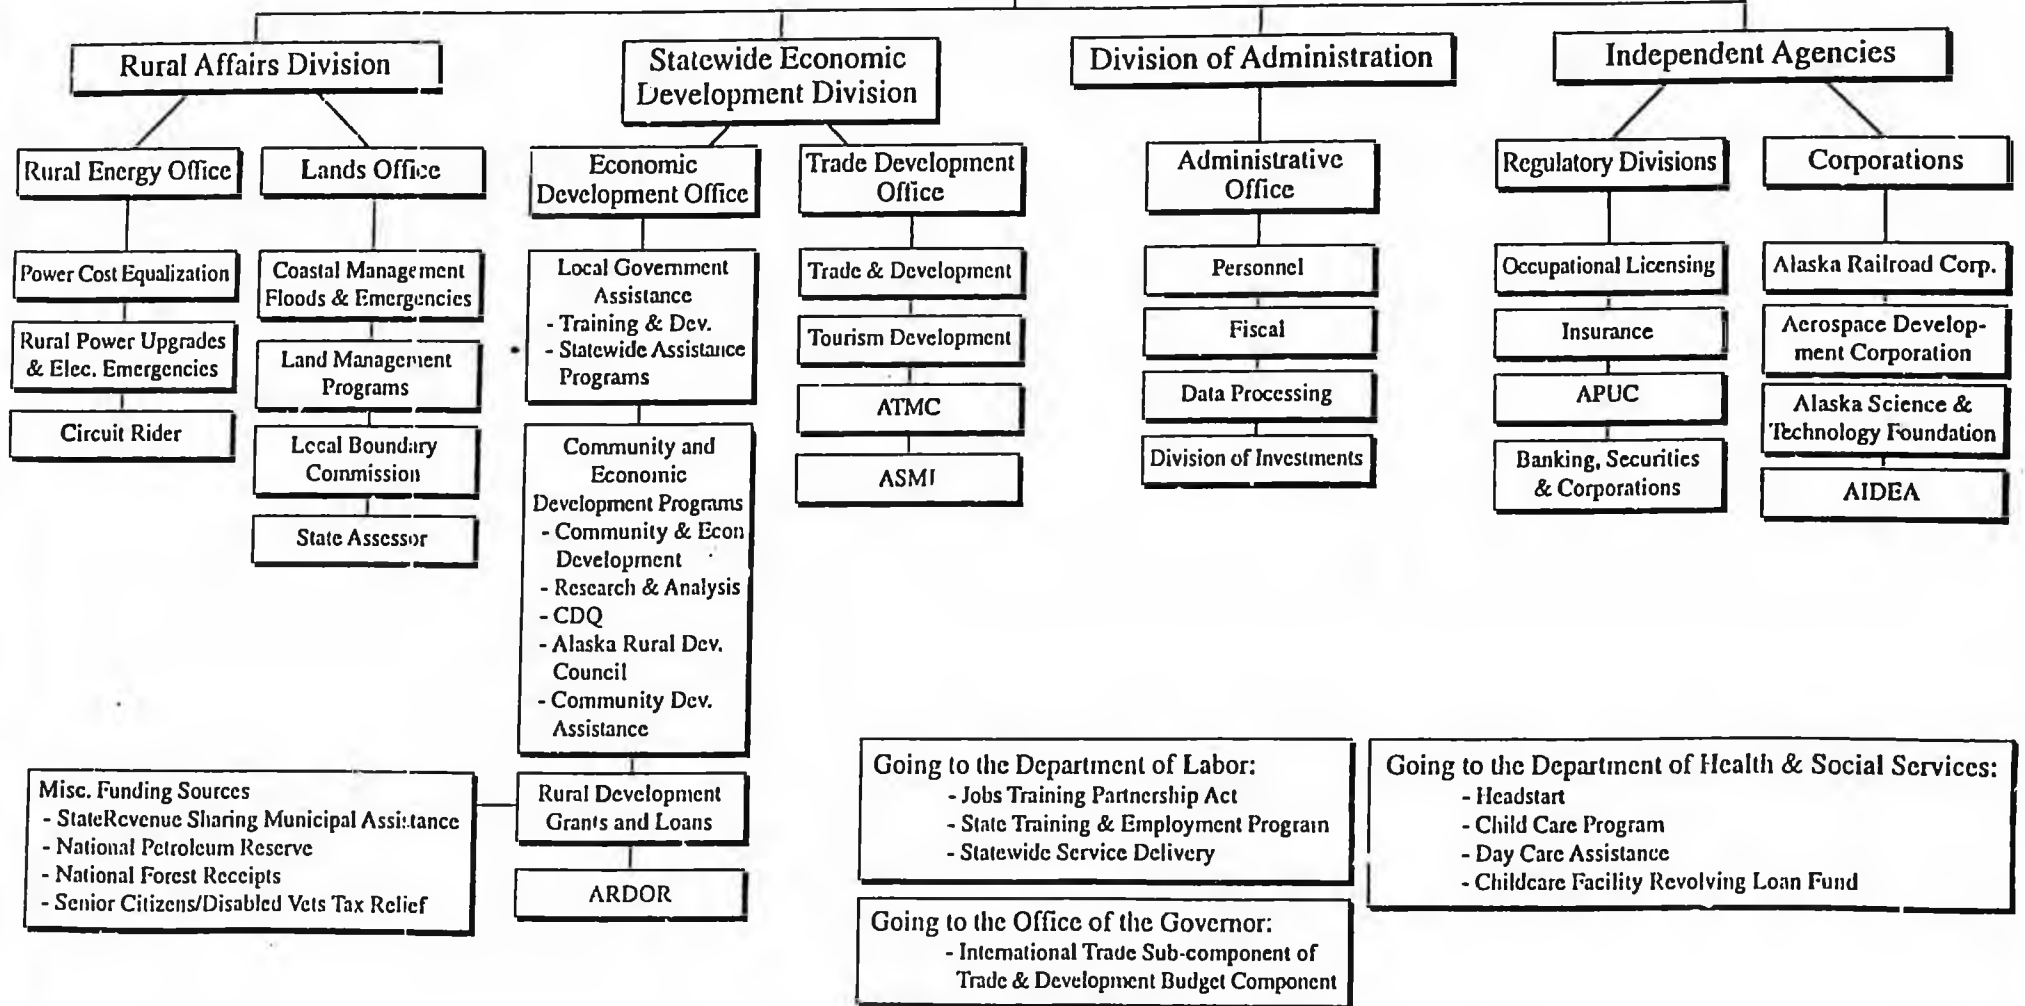 Rural Affairs Division
Statewide Economic
Development Division
Division of Administration
Independent Agencies
Rural Energy Office
Lands Office
Economic
Development Office
Trade Development
Office
Administrative
Office
Regulatory Divisions
Corporations
Power Cost Equalization
Rural Power Upgrades
& Elec. Emergencies
Circuit Rider
Coastal Management
Floods & Emergencies
Land Management
Programs
Local Boundary
Commission
State Assessor
Local Government
Assistance
- Training & Dev.
- Statewide Assistance
Programs
Community and
Economic
Development Programs
- Community & Econ
Development
- Research & Analysis
- CDQ
- Alaska Rural Dev.
Council
- Community Dev.
Assistance
Rural Development
Grants and Loans
ARDOR
Trade & Development
Tourism Development
ATMC
ASMI
Personnel
Fiscal
Data Processing
Division of Investments
Occupational Licensing
Insurance
APUC
Banking, Securities
& Corporations
Alaska Railroad Corp.
Aerospace Develop-
ment Corporation
Alaska Science &
Technology Foundation
AIDEA
Misc. Funding Sources
- StateRevenue Sharing Municipal Assistance
- National Petroleum Reserve
- National Forest Receipts
- Senior Citizens/Disabled Vets Tax Relief
Going to the Department of Labor:
- Jobs Training Partnership Act
- State Training & Employment Program
- Statewide Service Delivery
Going to the Office of the Governor:
- International Trade Sub-component of
Trade & Development Budget Component
Going to the Department of Health & Social Services:
- Headstart
- Child Care Program
- Day Care Assistance
- Childcare Facility Revolving Loan Fund